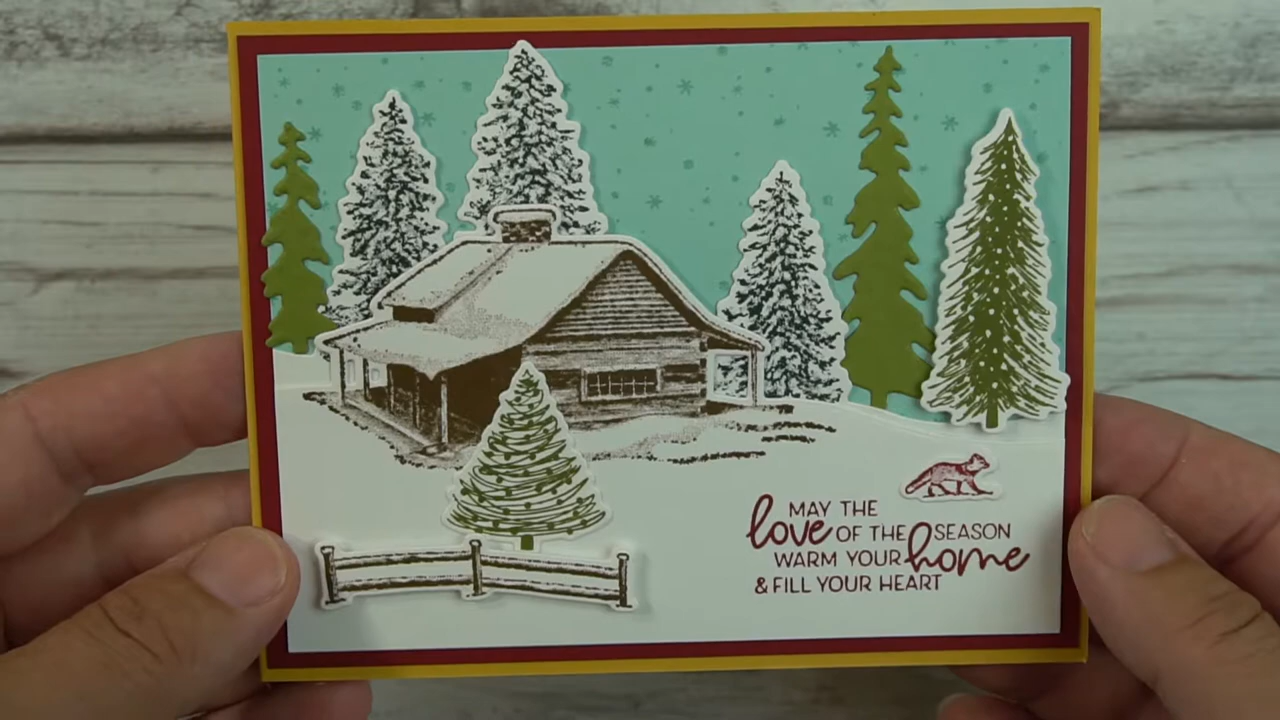 MAY THE
love OF THE SEASON
WARM YOUR home
& FILL YOUR HEART